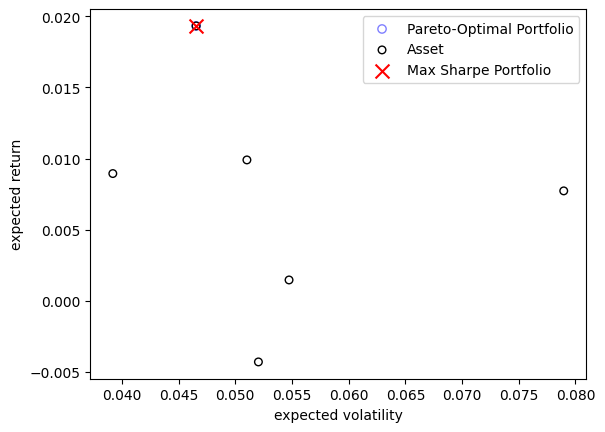 Pareto-Optimal Portfolio
Asset
Max Sharpe Portfolio
expected return
0.020
0.015
0.010
0.005
0.000
−0.005
0.040 0.045 0.050 0.055 0.060 0.065 0.070 0.075 0.080
expected volatility